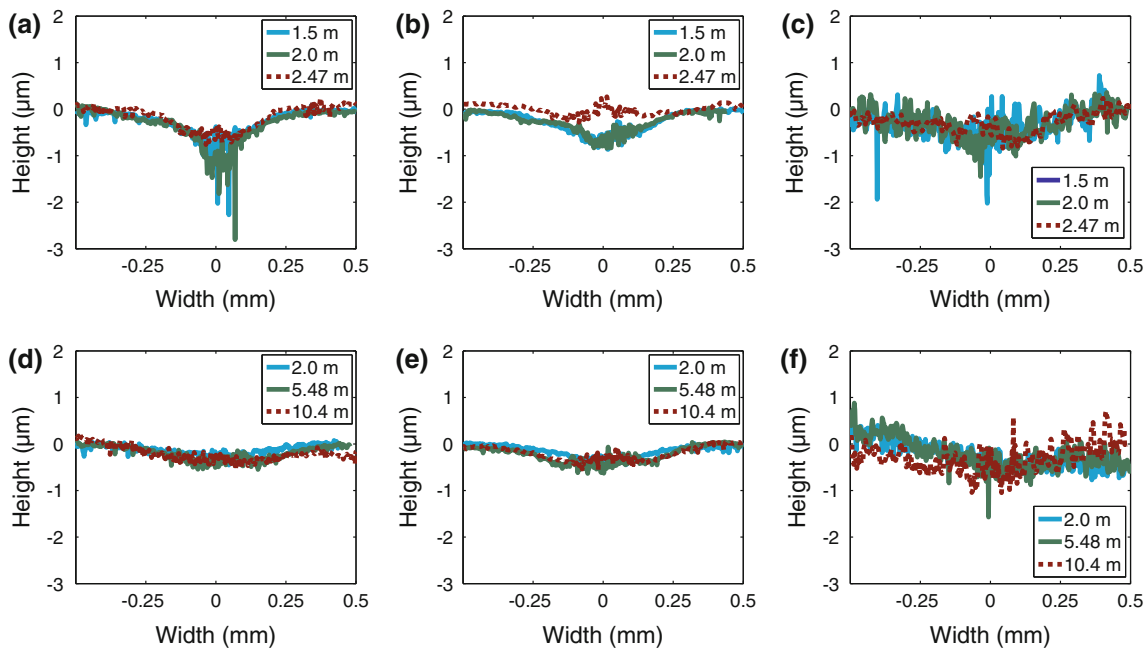 (a)
2
1
0
-1
-2
-3
Height (µm)
1.5 m
2.0 m
2.47 m
-0.25 0 0.25 0.5
Width (mm)
(b)
2
1
0
-1
-2
-3
Height (µm)
1.5 m
2.0 m
2.47 m
-0.25 0 0.25 0.5
Width (mm)
(c)
2
1
0
-1
-2
-3
Height (µm)
1.5 m
2.0 m
2.47 m
-0.25 0 0.25 0.5
Width (mm)
(d)
2
1
0
-1
-2
-3
Height (µm)
2.0 m
5.48 m
10.4 m
-0.25 0 0.25 0.5
Width (mm)
(e)
2
1
0
-1
-2
-3
Height (µm)
2.0 m
5.48 m
10.4 m
-0.25 0 0.25 0.5
Width (mm)
(f)
2
1
0
-1
-2
-3
Height (µm)
2.0 m
5.48 m
10.4 m
-0.25 0 0.25 0.5
Width (mm)